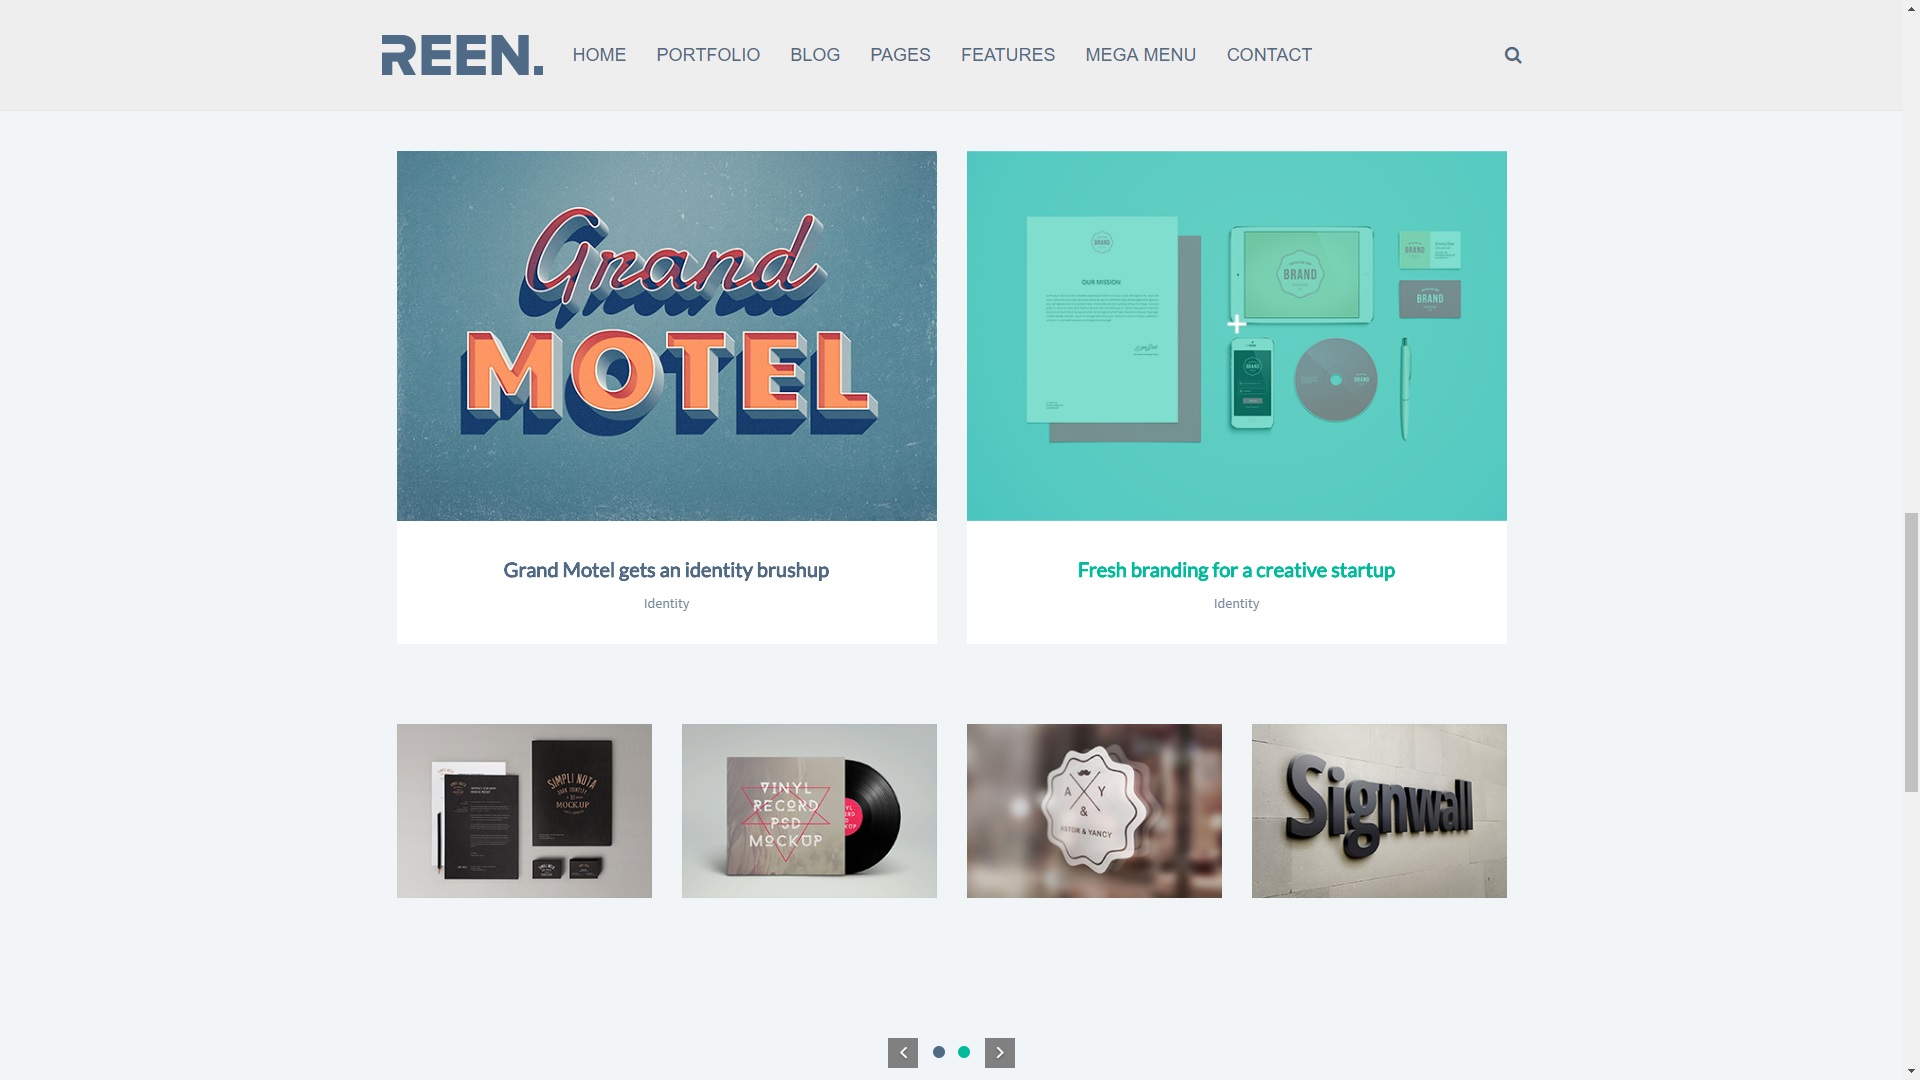 REEN.
HOME
PORTFOLIO
BLOG
PAGES
FEATURES
MEGA MENU
CONTACT
Grand
MOTEL
BRAND
OUR MISSION
BRAND
BRAND
BRAND
Grand Motel gets an identity brushup
Identity
Fresh branding for a creative startup
Identity
SIMPLI NOTA
MOCKUP
VINYL
RECORD
PSD
MOCKUP
A Y
&
ASTOR & YANCY
Signwall